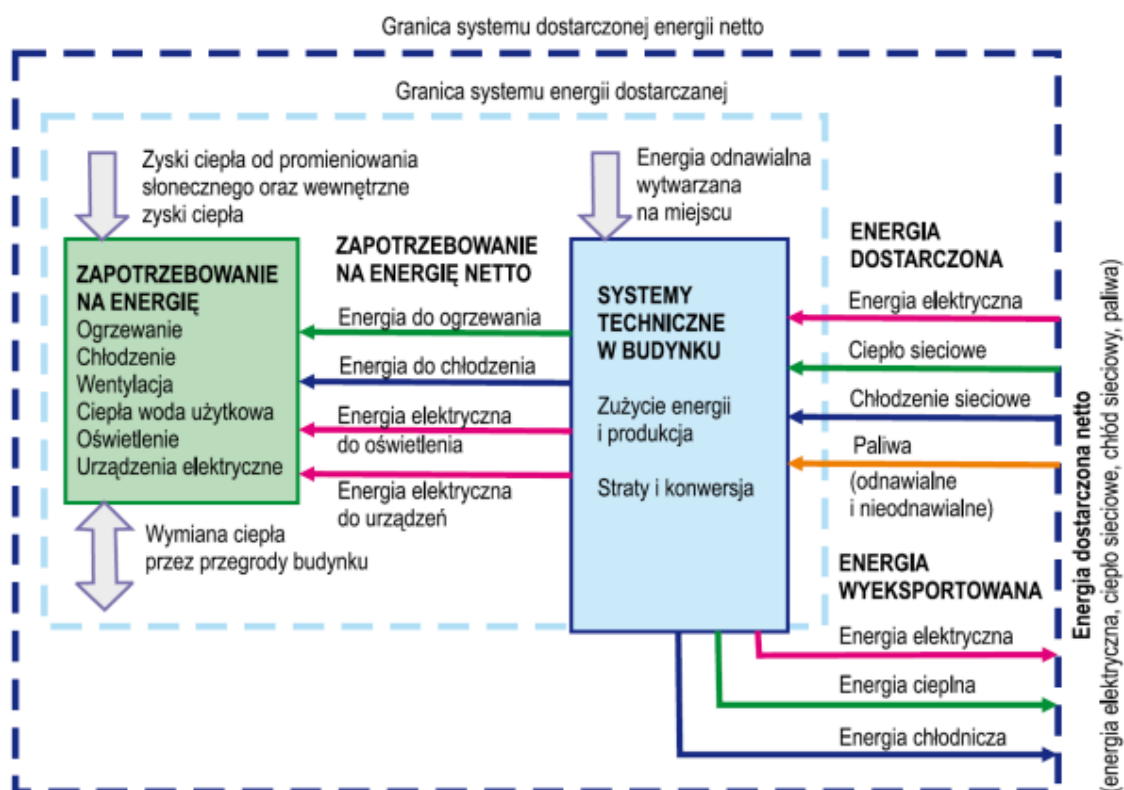 Granica systemu dostarczonej energii netto
Granica systemu energii dostarczanej
Zyski ciepła od promieniowania
słonecznego oraz wewnętrzne
zyski ciepła
Energia odnawialna
wytwarzana
na miejscu
ZAPOTRZEBOWANIE
NA ENERGIĘ
Ogrzewanie
Chłodzenie
Wentylacja
Ciepła woda użytkowa
Oświetlenie
Urządzenia elektryczne
ZAPOTRZEBOWANIE
NA ENERGIĘ NETTO
Energia do ogrzewania
Energia do chłodzenia
Energia elektryczna
do oświetlenia
Energia elektryczna
do urządzeń
SYSTEMY
TECHNICZNE
W BUDYNKU
Zużycie energii
i produkcja
Straty i konwersja
ENERGIA
DOSTARCZONA
Energia elektryczna
Ciepło sieciowe
Chłodzenie sieciowe
Paliwa
(odnawialne
i nieodnawialne)
Wymiana ciepła
przez przegrody budynku
ENERGIA
WYEKSPORTOWANA
Energia elektryczna
Energia cieplna
Energia chłodnicza
Energia dostarczona netto
(energia elektryczna, ciepło sieciowe, chłód sieciowy, paliwa)